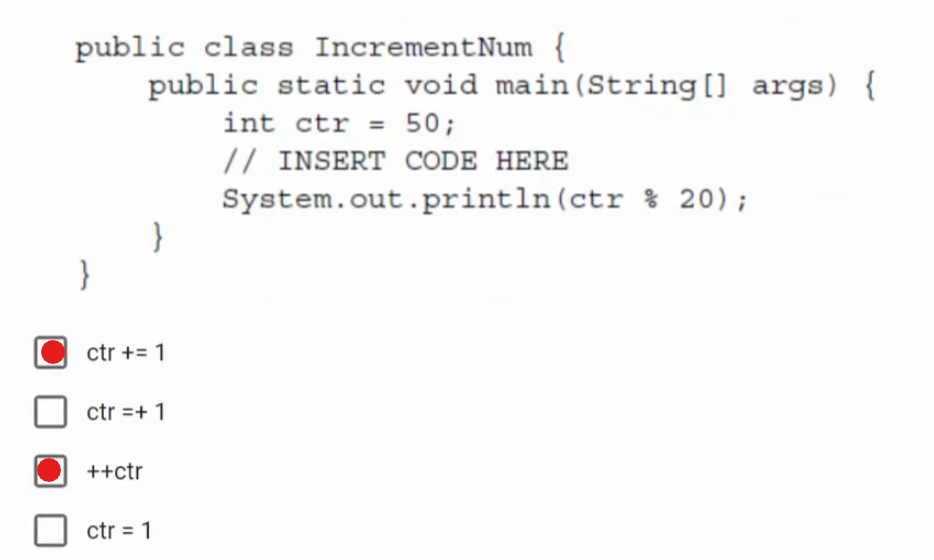 public class IncrementNum {
public static void main(String[] args) {
int ctr = 50;
// INSERT CODE HERE
System.out.println(ctr % 20);
}
}
ctr += 1
ctr =+ 1
++ctr
ctr = 1